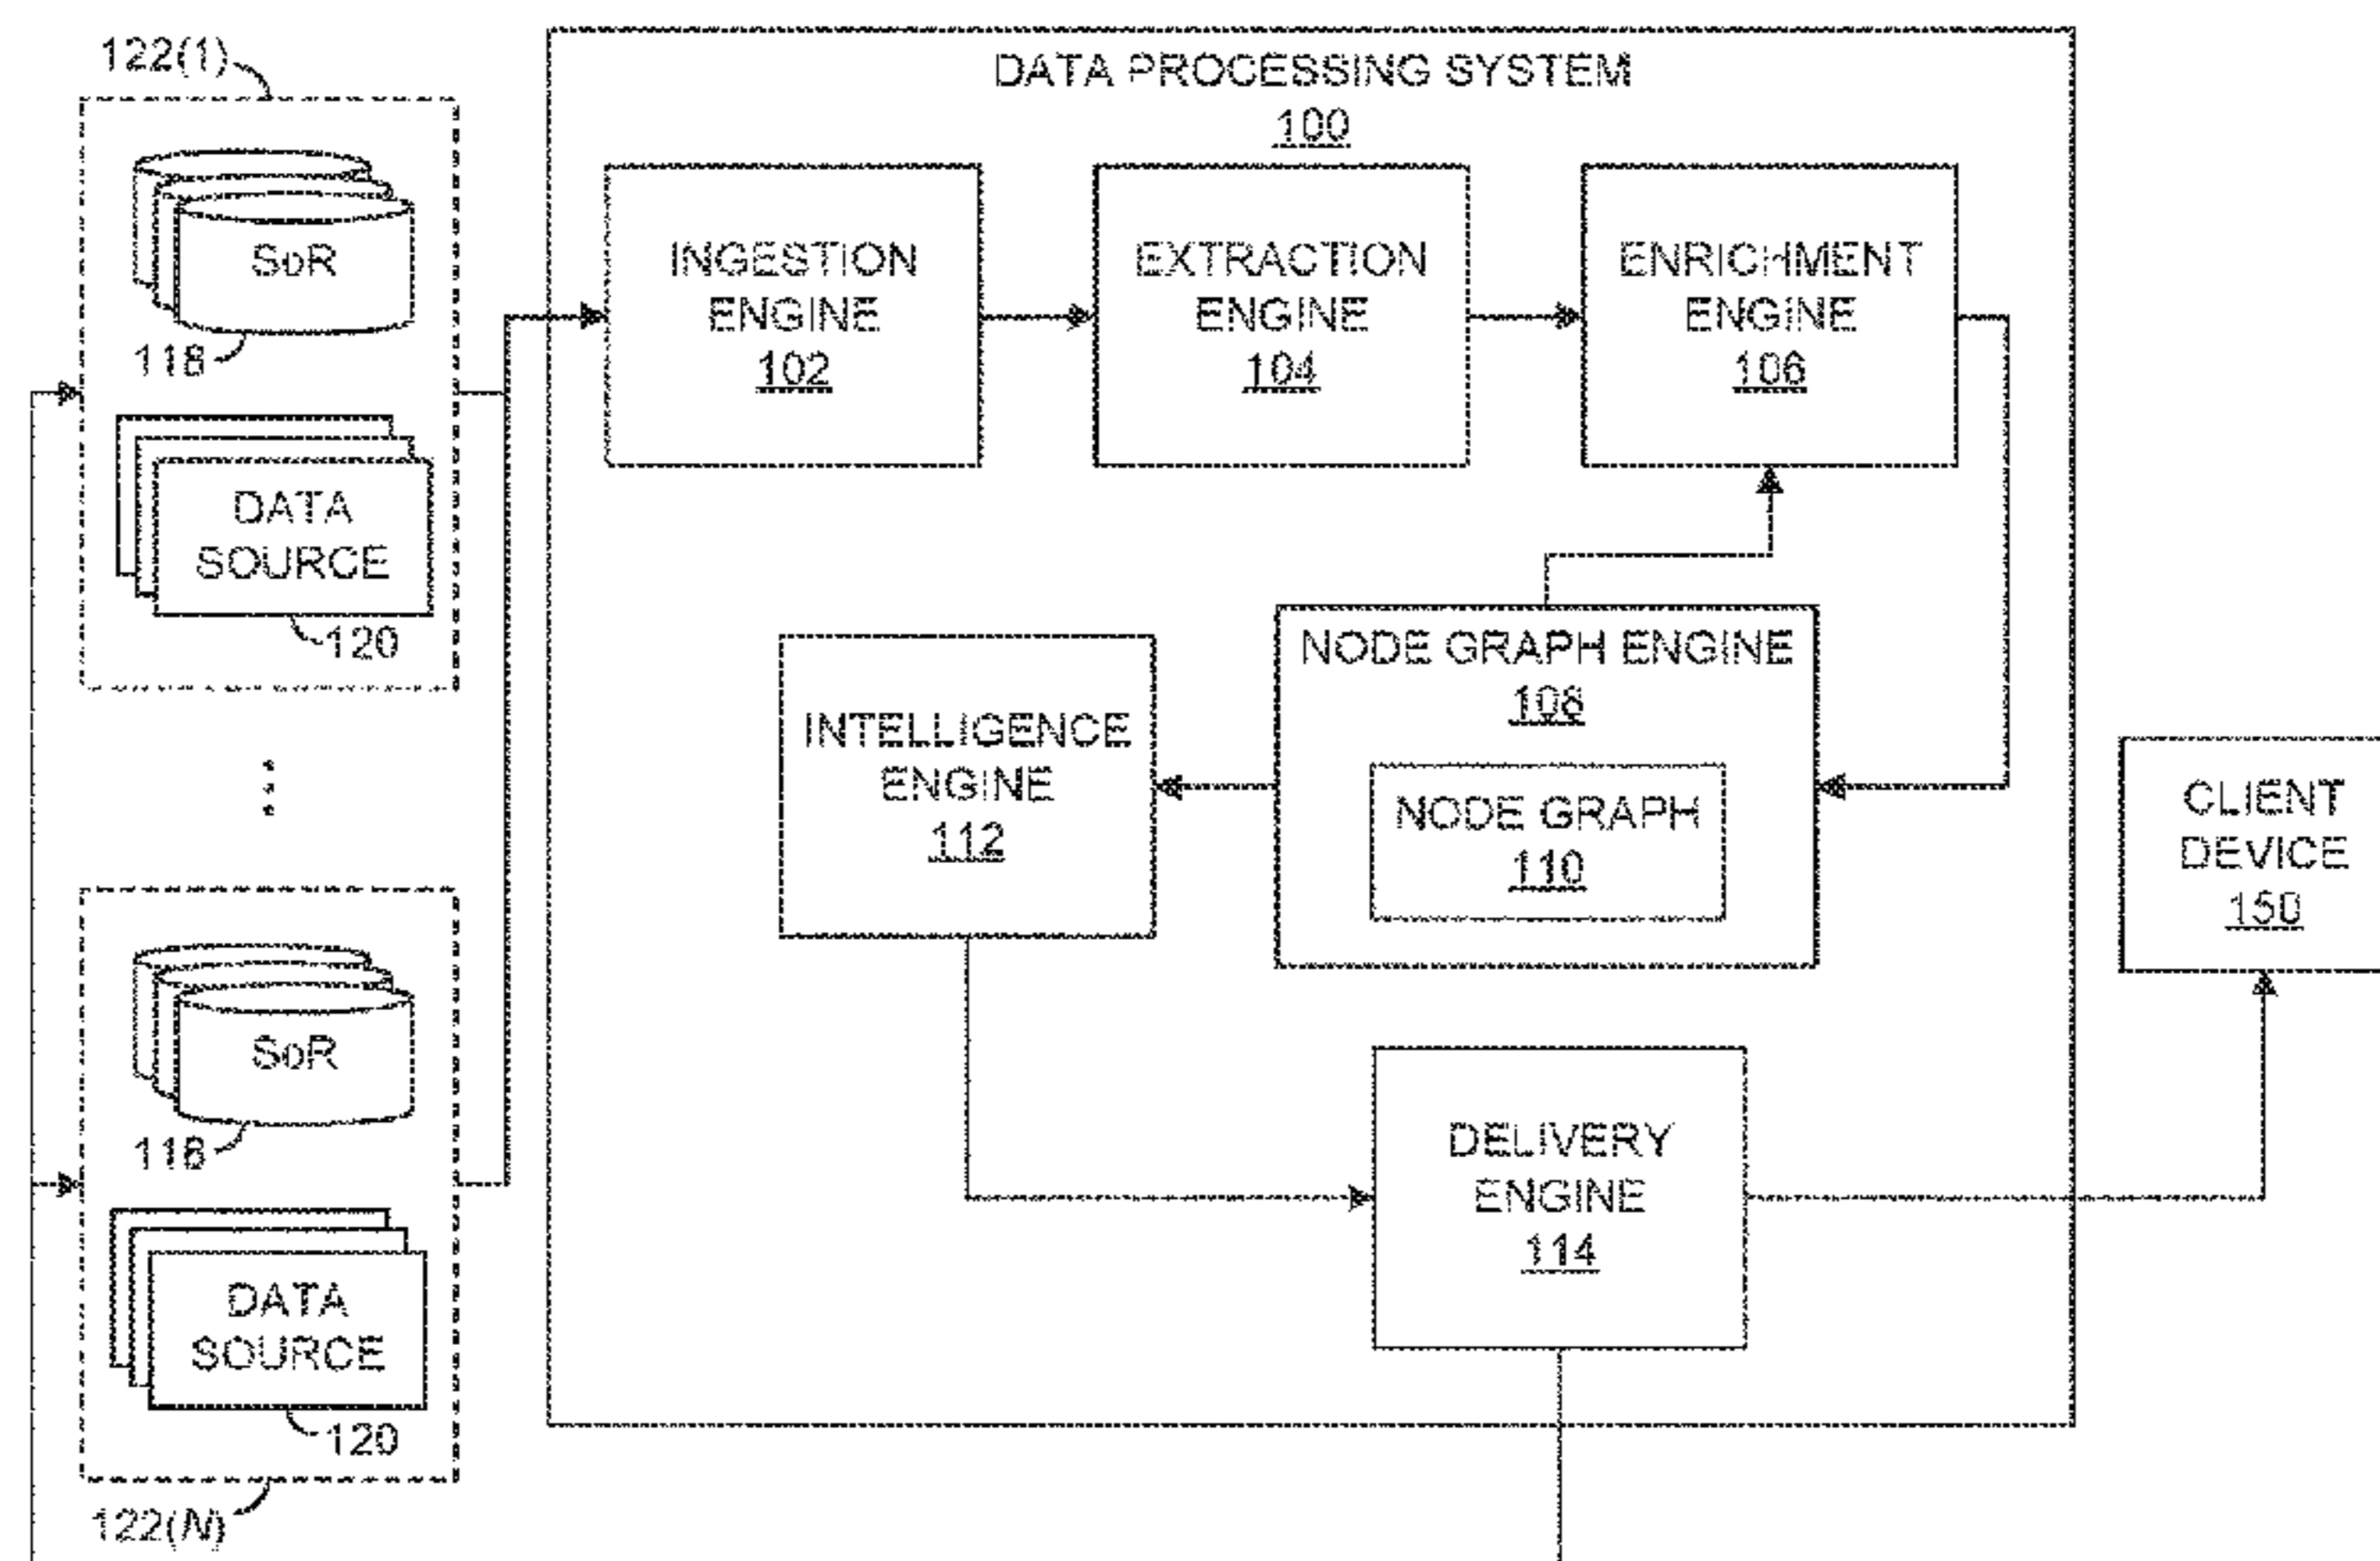 122(1)
SoR
118
DATA
SOURCE
120
SoR
118
DATA
SOURCE
120
122(N)
DATA PROCESSING SYSTEM
100
INGESTION
ENGINE
102
EXTRACTION
ENGINE
104
ENRICHMENT
ENGINE
106
NODE GRAPH ENGINE
108
NODE GRAPH
110
INTELLIGENCE
ENGINE
112
DELIVERY
ENGINE
114
CLIENT
DEVICE
150